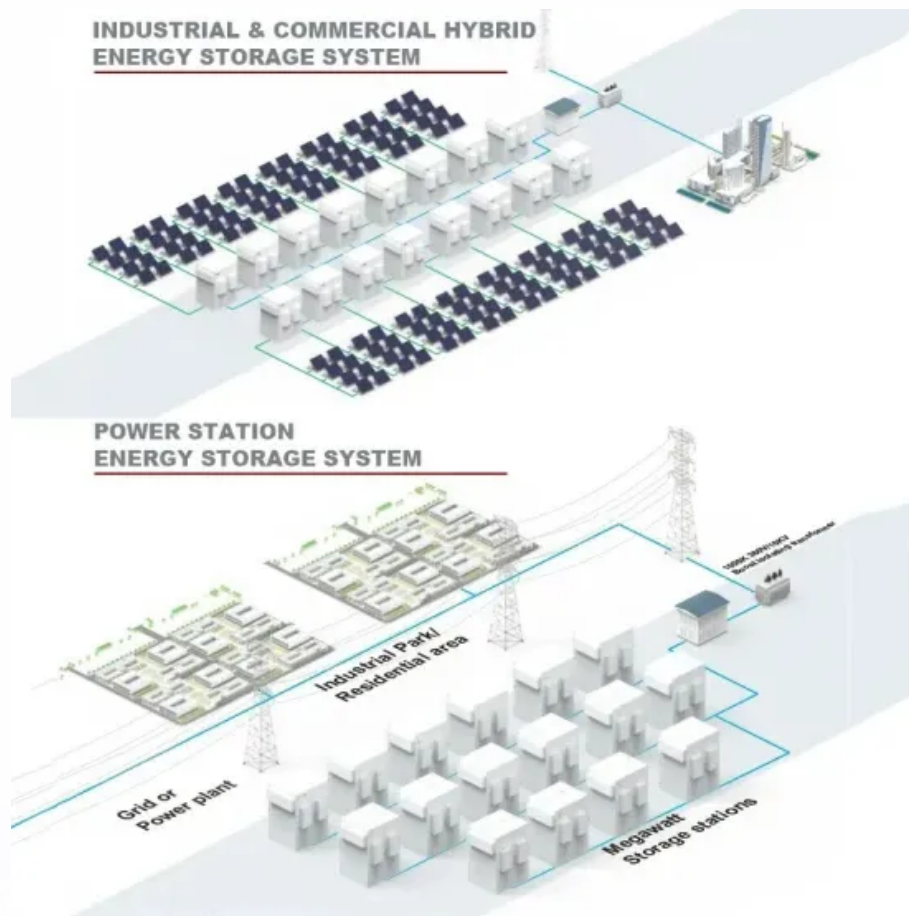 INDUSTRIAL & COMMERCIAL HYBRID
ENERGY STORAGE SYSTEM
POWER STATION
ENERGY STORAGE SYSTEM
Industrial Park/
Residential area
Grid or
Power plant
Megawatt
Storage stations